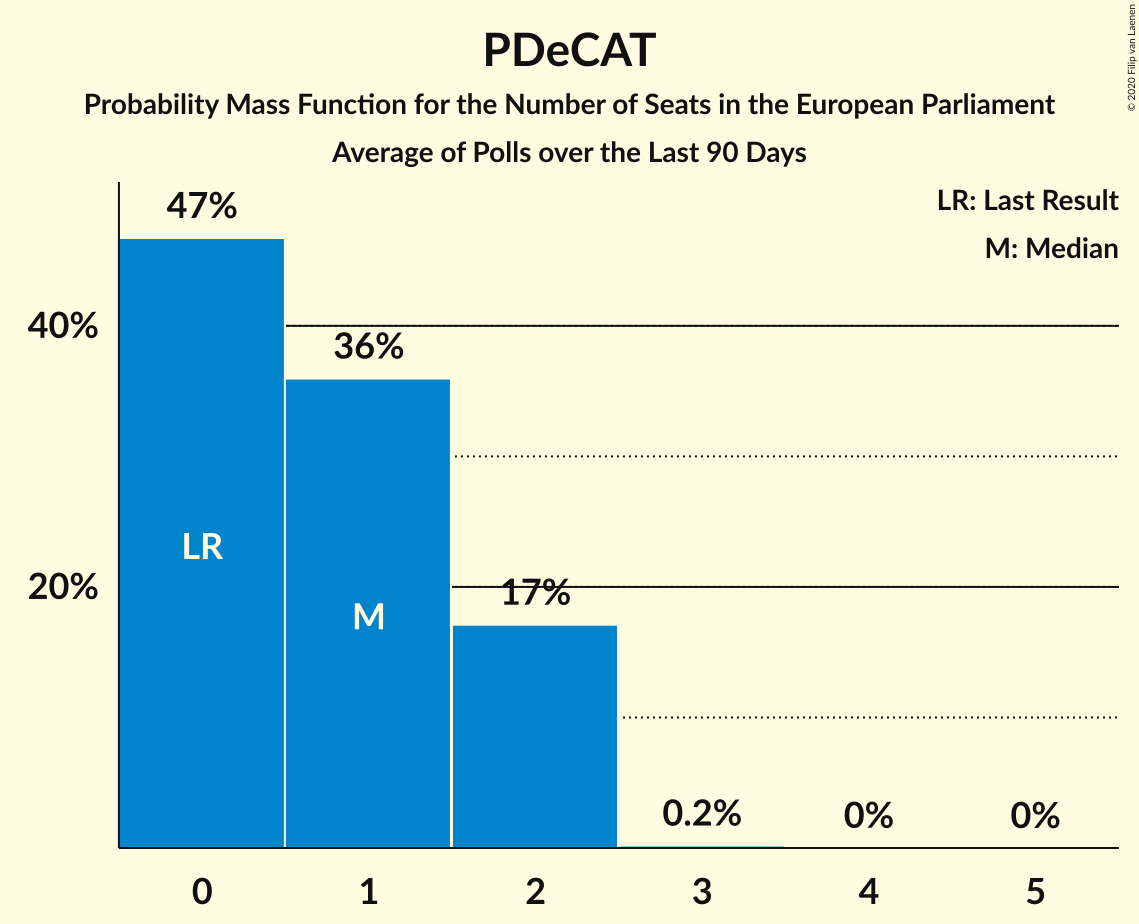 PDeCAT
Probability Mass Function for the Number of Seats in the European Parliament
Average of Polls over the Last 90 Days
© 2020 Filip van Laenen
LR: Last Result
M: Median
47%
40%
36%
LR
20%
17%
M
0.2%
0%
0%
0
1
2
3
4
5